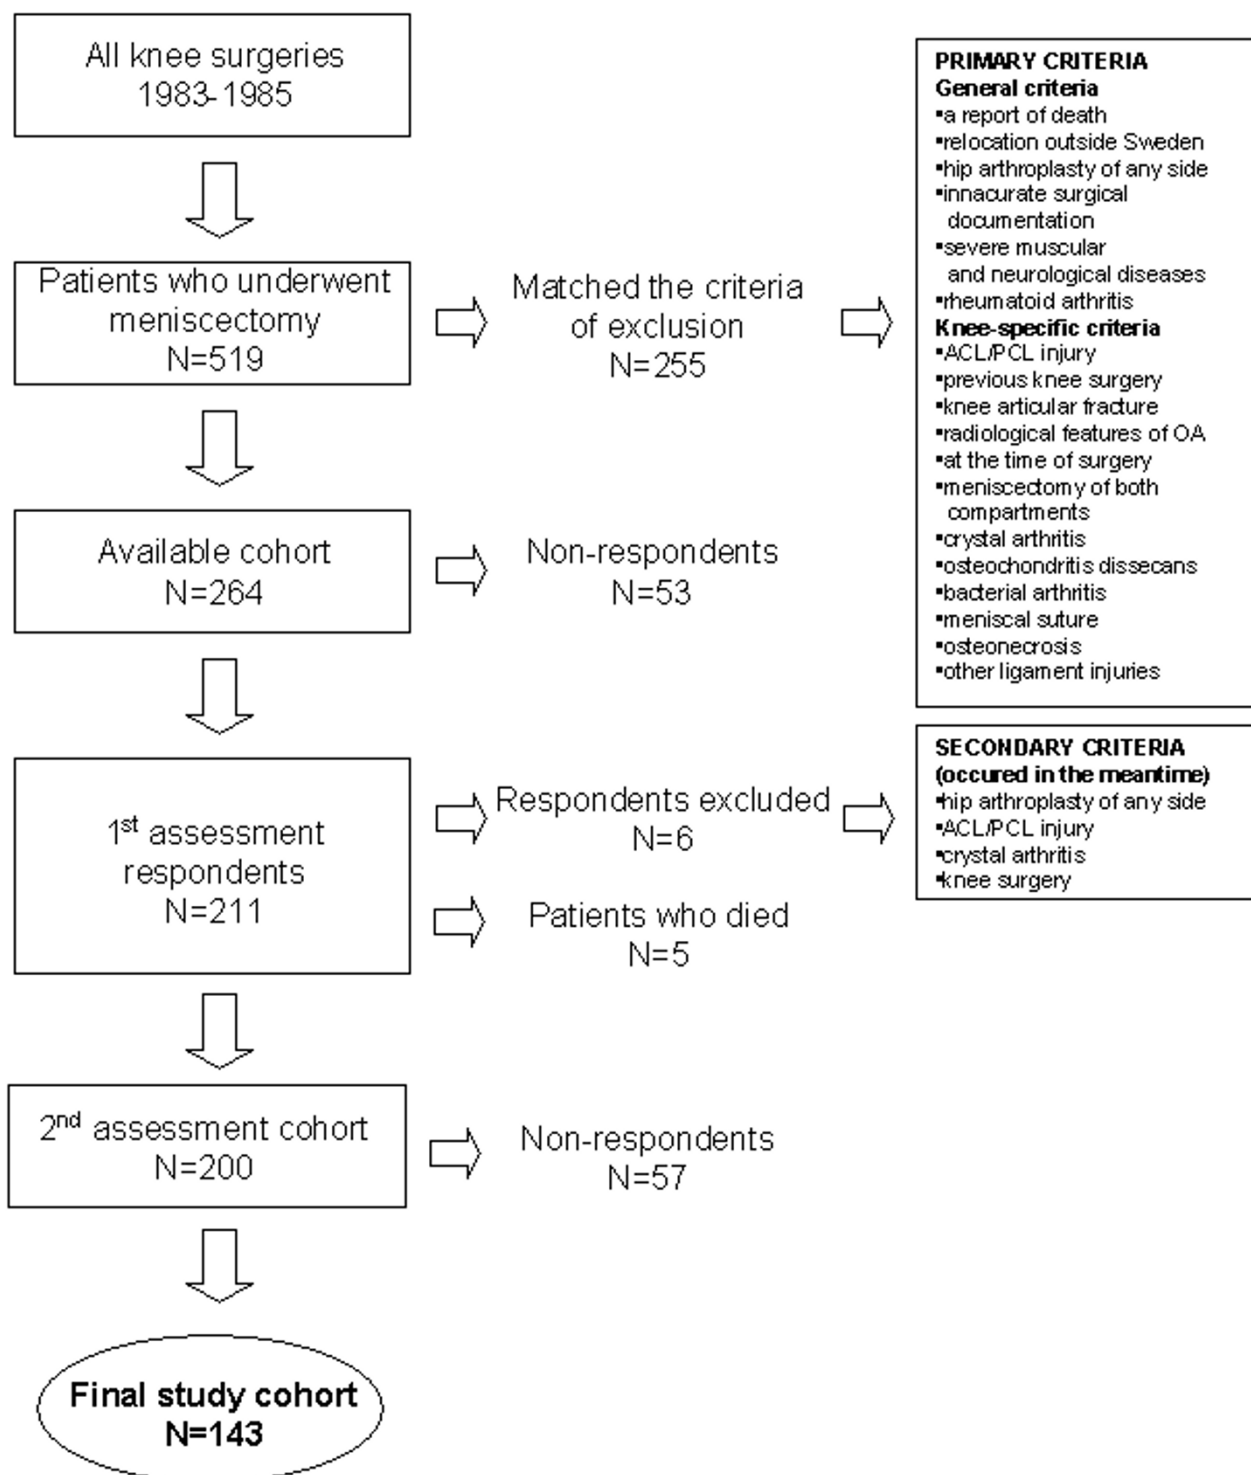 All knee surgeries
1983-1985
Patients who underwent
meniscectomy
N=519
Matched the criteria
of exclusion
N=255
PRIMARY CRITERIA
General criteria
▪a report of death
▪relocation outside Sweden
▪hip arthroplasty of any side
▪innacurate surgical
documentation
▪severe muscular
and neurological diseases
▪rheumatoid arthritis
Knee-specific criteria
▪ACL/PCL injury
▪previous knee surgery
▪knee articular fracture
▪radiological features of OA
▪at the time of surgery
▪meniscectomy of both
compartments
▪crystal arthritis
▪osteochondritis dissecans
▪bacterial arthritis
▪meniscal suture
▪osteonecrosis
▪other ligament injuries
Available cohort
N=264
Non-respondents
N=53
1st assessment
respondents
N=211
Respondents excluded
N=6
SECONDARY CRITERIA
(occured in the meantime)
▪hip arthroplasty of any side
▪ACL/PCL injury
▪crystal arthritis
▪knee surgery
Patients who died
N=5
2nd assessment cohort
N=200
Non-respondents
N=57
Final study cohort
N=143